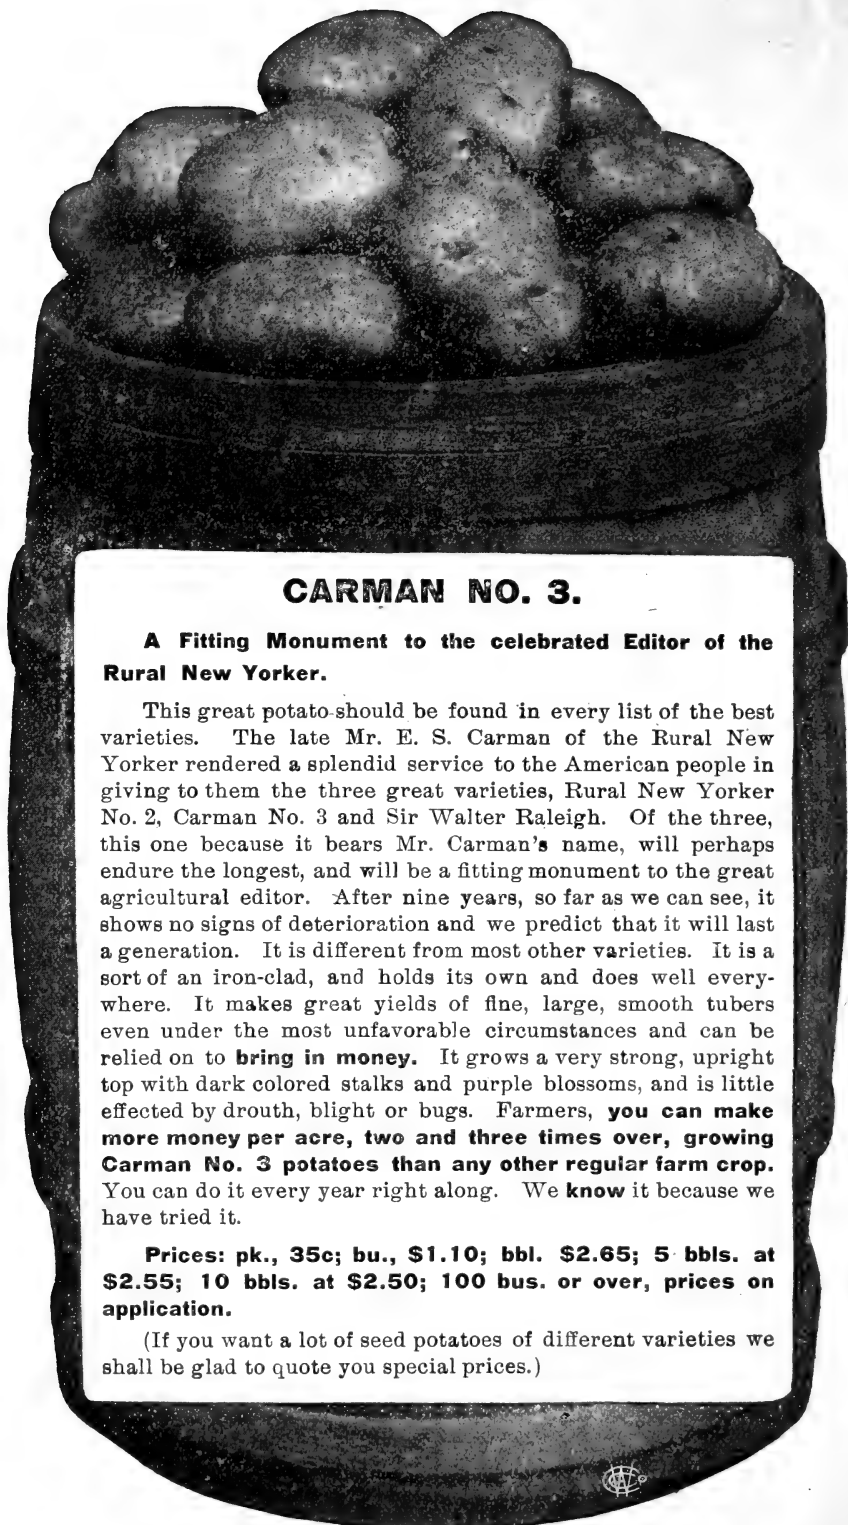 CARMAN NO. 3.
A Fitting Monument to the celebrated Editor of the
Rural New Yorker.
This great potato should be found in every list of the best
varieties. The late Mr. E. S. Carman of the Rural New
Yorker rendered a splendid service to the American people in
giving to them the three great varieties, Rural New Yorker
No. 2, Carman No. 3 and Sir Walter Raleigh. Of the three,
this one because it bears Mr. Carman's name, will perhaps
endure the longest, and will be a fitting monument to the great
agricultural editor. After nine years, so far as we can see, it
shows no signs of deterioration and we predict that it will last
a generation. It is different from most other varieties. It is a
sort of an iron-clad, and holds its own and does well every-
where. It makes great yields of fine, large, smooth tubers
even under the most unfavorable circumstances and can be
relied on to bring in money. It grows a very strong, upright
top with dark colored stalks and purple blossoms, and is little
effected by drouth, blight or bugs. Farmers, you can make
more money per acre, two and three times over, growing
Carman No. 3 potatoes than any other regular farm crop.
You can do it every year right along. We know it because we
have tried it.
Prices: pk., 35c; bu., $1.10; bbl. $2.65; 5 bbls. at
$2.55; 10 bbls. at $2.50; 100 bus. or over, prices on
application.
(If you want a lot of seed potatoes of different varieties we
shall be glad to quote you special prices.)